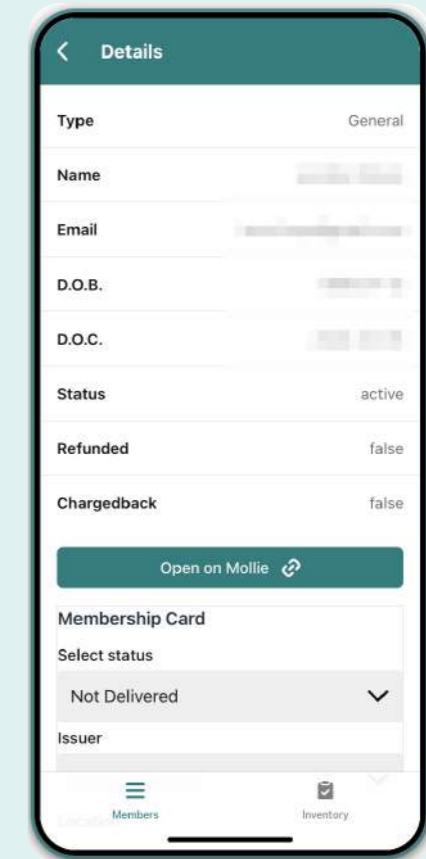 Details
Type General
Name
Email
D.O.B.
D.O.C.
Status active
Refunded false
Chargedback false
Open on Mollie
Membership Card
Select status
Not Delivered
Issuer
Members Inventory